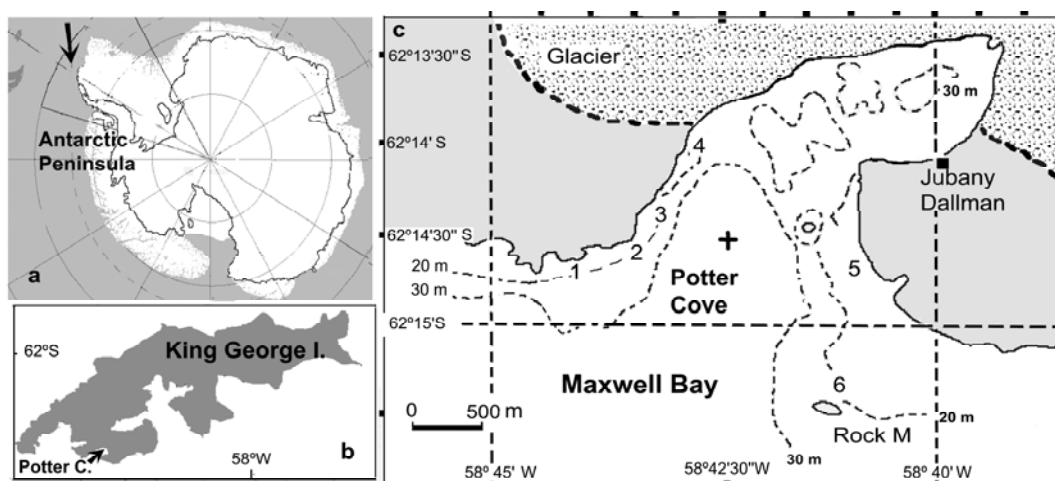 a
Antarctic
Peninsula
b
62ºS
King George I.
Potter C.
58ºW
c
62º13'30" S
62º14' S
62º14'30" S
62º15' S
Glacier
30 m
Jubany
Dallman
4
3
2
1
5
6
20 m
30 m
Potter
Cove
Maxwell Bay
0 500 m
Rock M
20 m
30 m
58º 45' W
58º 42'30"W
58º 40' W